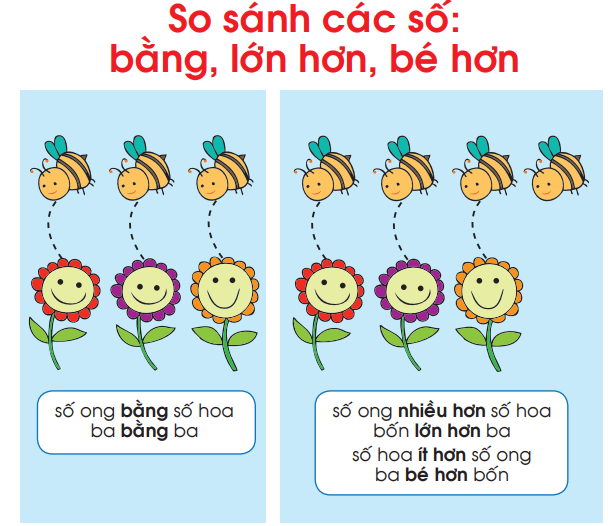 So sánh các số:
bằng, lớn hơn, bé hơn
số ong bằng số hoa
ba bằng ba
số ong nhiều hơn số hoa
bốn lớn hơn ba
số hoa ít hơn số ong
ba bé hơn bốn